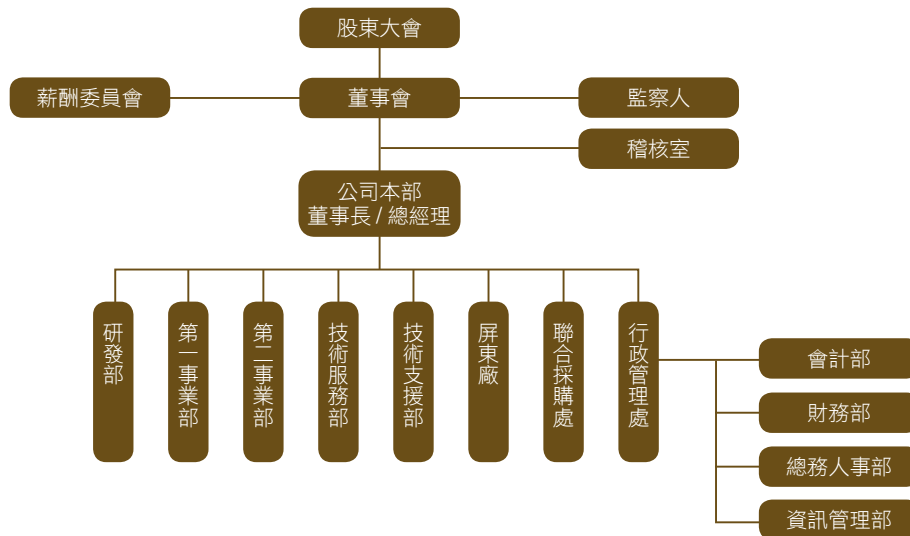 股東大會
薪酬委員會
董事會
監察人
稽核室
公司本部
董事長 / 總經理
研發部
第一事業部
第二事業部
技術服務部
技術支援部
屏東廠
聯合採購處
行政管理處
會計部
財務部
總務人事部
資訊管理部